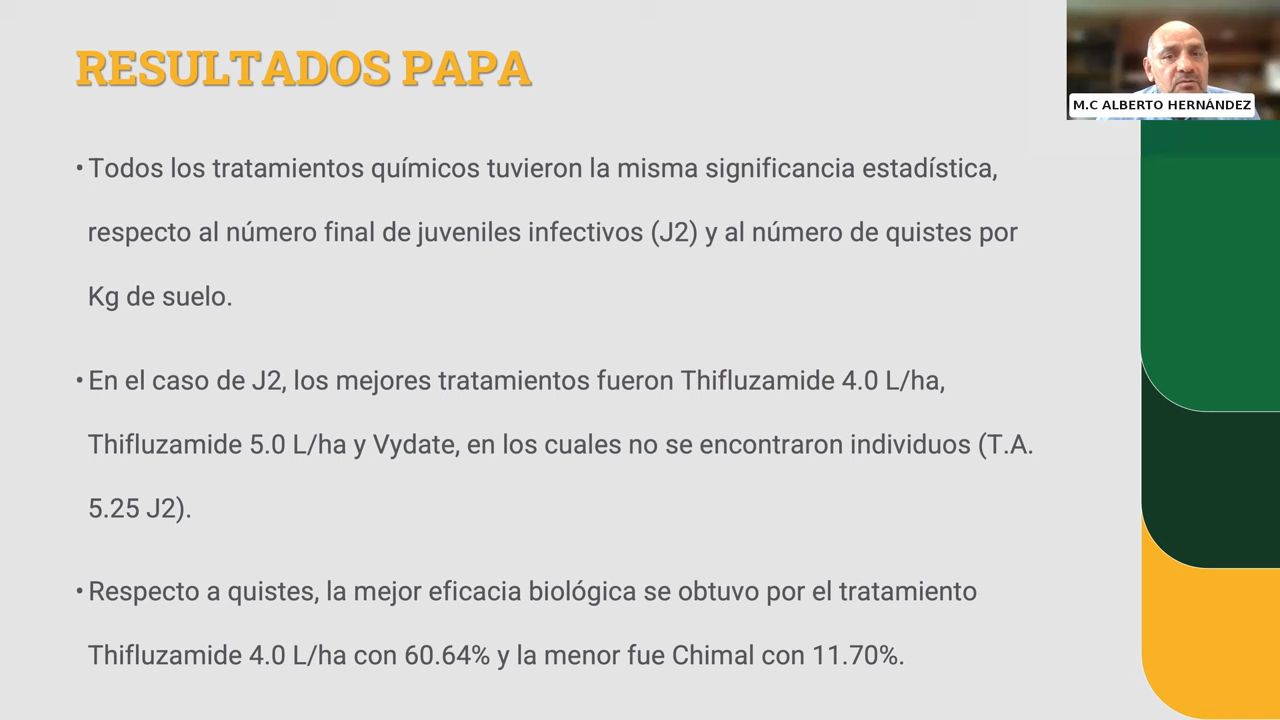 RESULTADOS PAPA
M.C ALBERTO HERNÁNDEZ
• Todos los tratamientos químicos tuvieron la misma significancia estadística,
respecto al número final de juveniles infectivos (J2) y al número de quistes por
Kg de suelo.
• En el caso de J2, los mejores tratamientos fueron Thifluzamide 4.0 L/ha,
Thifluzamide 5.0 L/ha y Vydate, en los cuales no se encontraron individuos (T.A.
5.25 J2).
• Respecto a quistes, la mejor eficacia biológica se obtuvo por el tratamiento
Thifluzamide 4.0 L/ha con 60.64% y la menor fue Chimal con 11.70%.